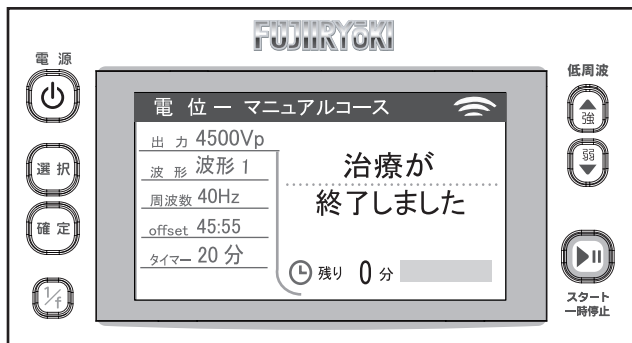 FUJIIRYOKI
電源
選択
確定
1/f
電位ー マニュアルコース
出力 4500Vp
波形 波形 1
周波数 40Hz
offset 45:55
タイマー 20 分
治療が
終了しました
残り 0 分
低周波
強
弱
スタート
一時停止